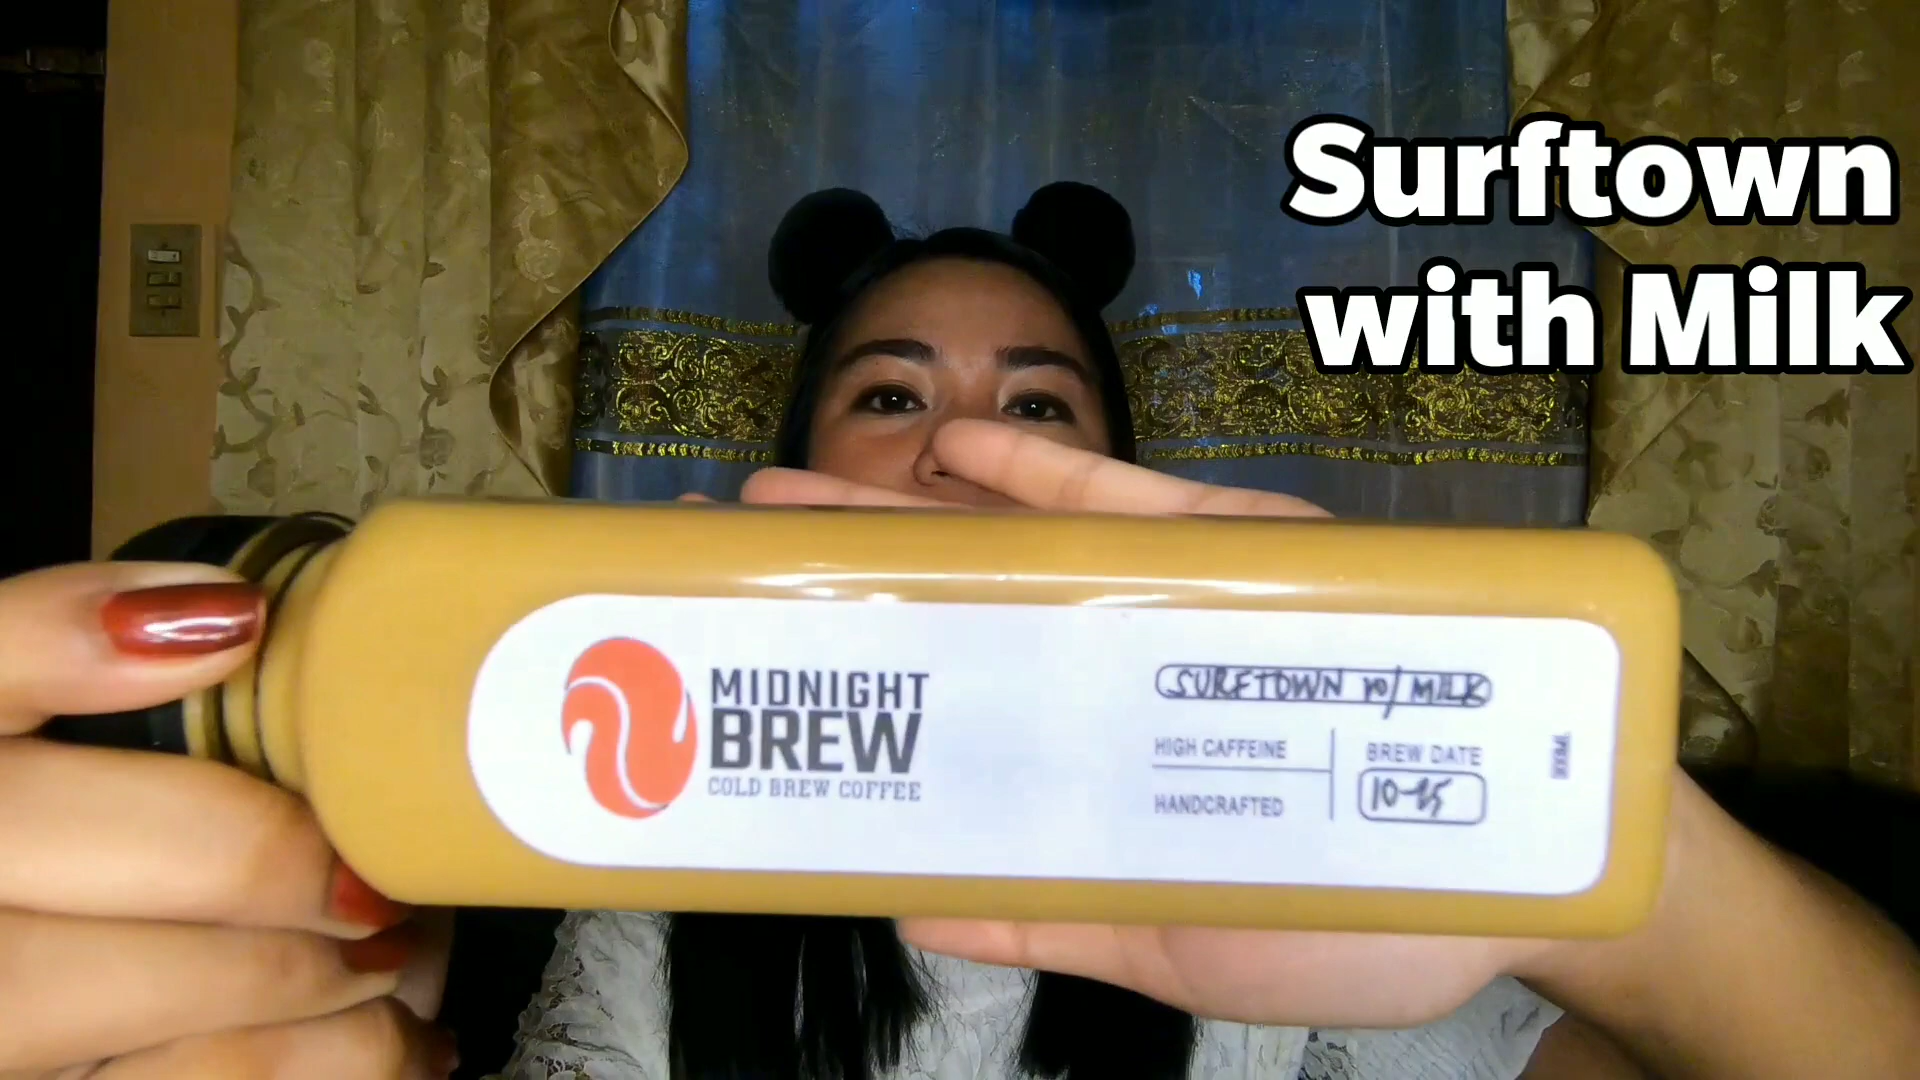 Surftown
with Milk
MIDNIGHT
BREW
COLD BREW COFFEE
SURFTOWN w/ MILK
HIGH CAFFEINE
HANDCRAFTED
BREW DATE